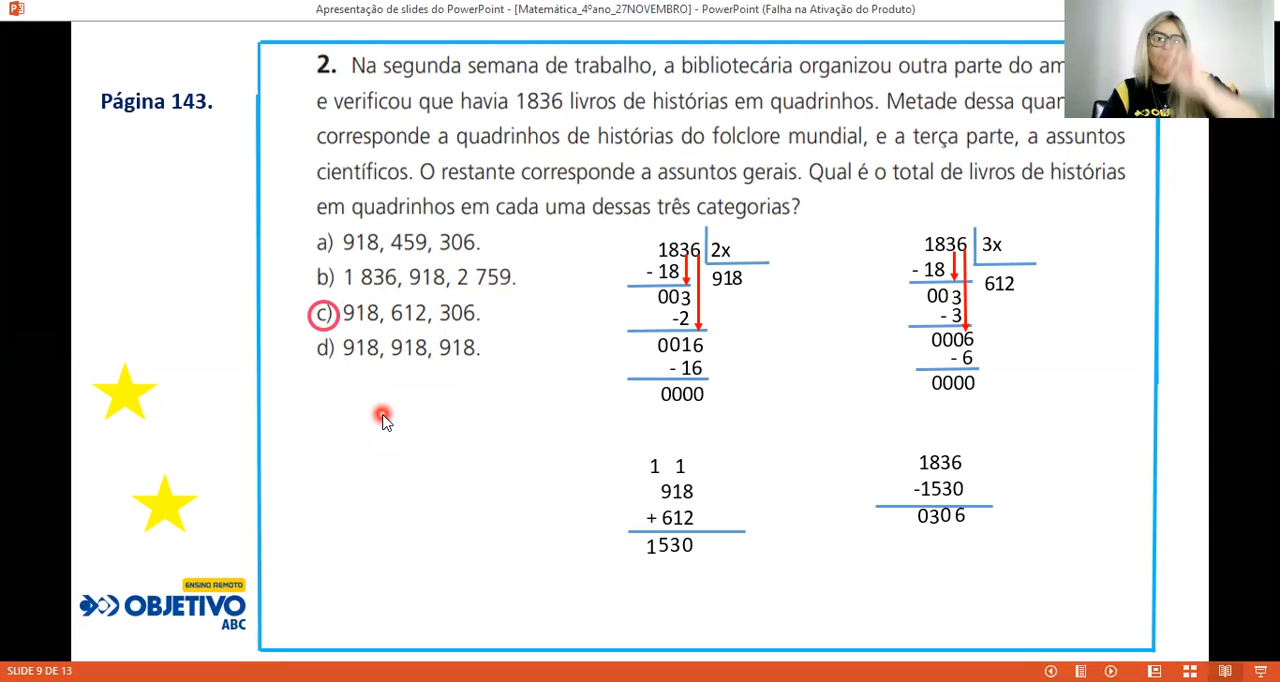 Apresentação de slides do PowerPoint - [Matemática_4ºano_27NOVEMBRO] - PowerPoint (Falha na Ativação do Produto)
Página 143.
2. Na segunda semana de trabalho, a bibliotecária organizou outra parte do
e verificou que havia 1836 livros de histórias em quadrinhos. Metade dessa
corresponde a quadrinhos de histórias do folclore mundial, e a terça parte, a assuntos
científicos. O restante corresponde a assuntos gerais. Qual é o total de livros de histórias
em quadrinhos em cada uma dessas três categorias?
a) 918, 459, 306.
b) 1 836, 918, 2 759.
c) 918, 612, 306.
d) 918, 918, 918.
1836 2x
- 18 918
003
-2
0016
- 16
0000
1836 3x
- 18 612
003
- 3
0006
- 6
0000
1 1
918
+ 612
1530
1836
-1530
0306
ENSINO REMOTO
OBJETIVO
ABC
SLIDE 9 DE 13